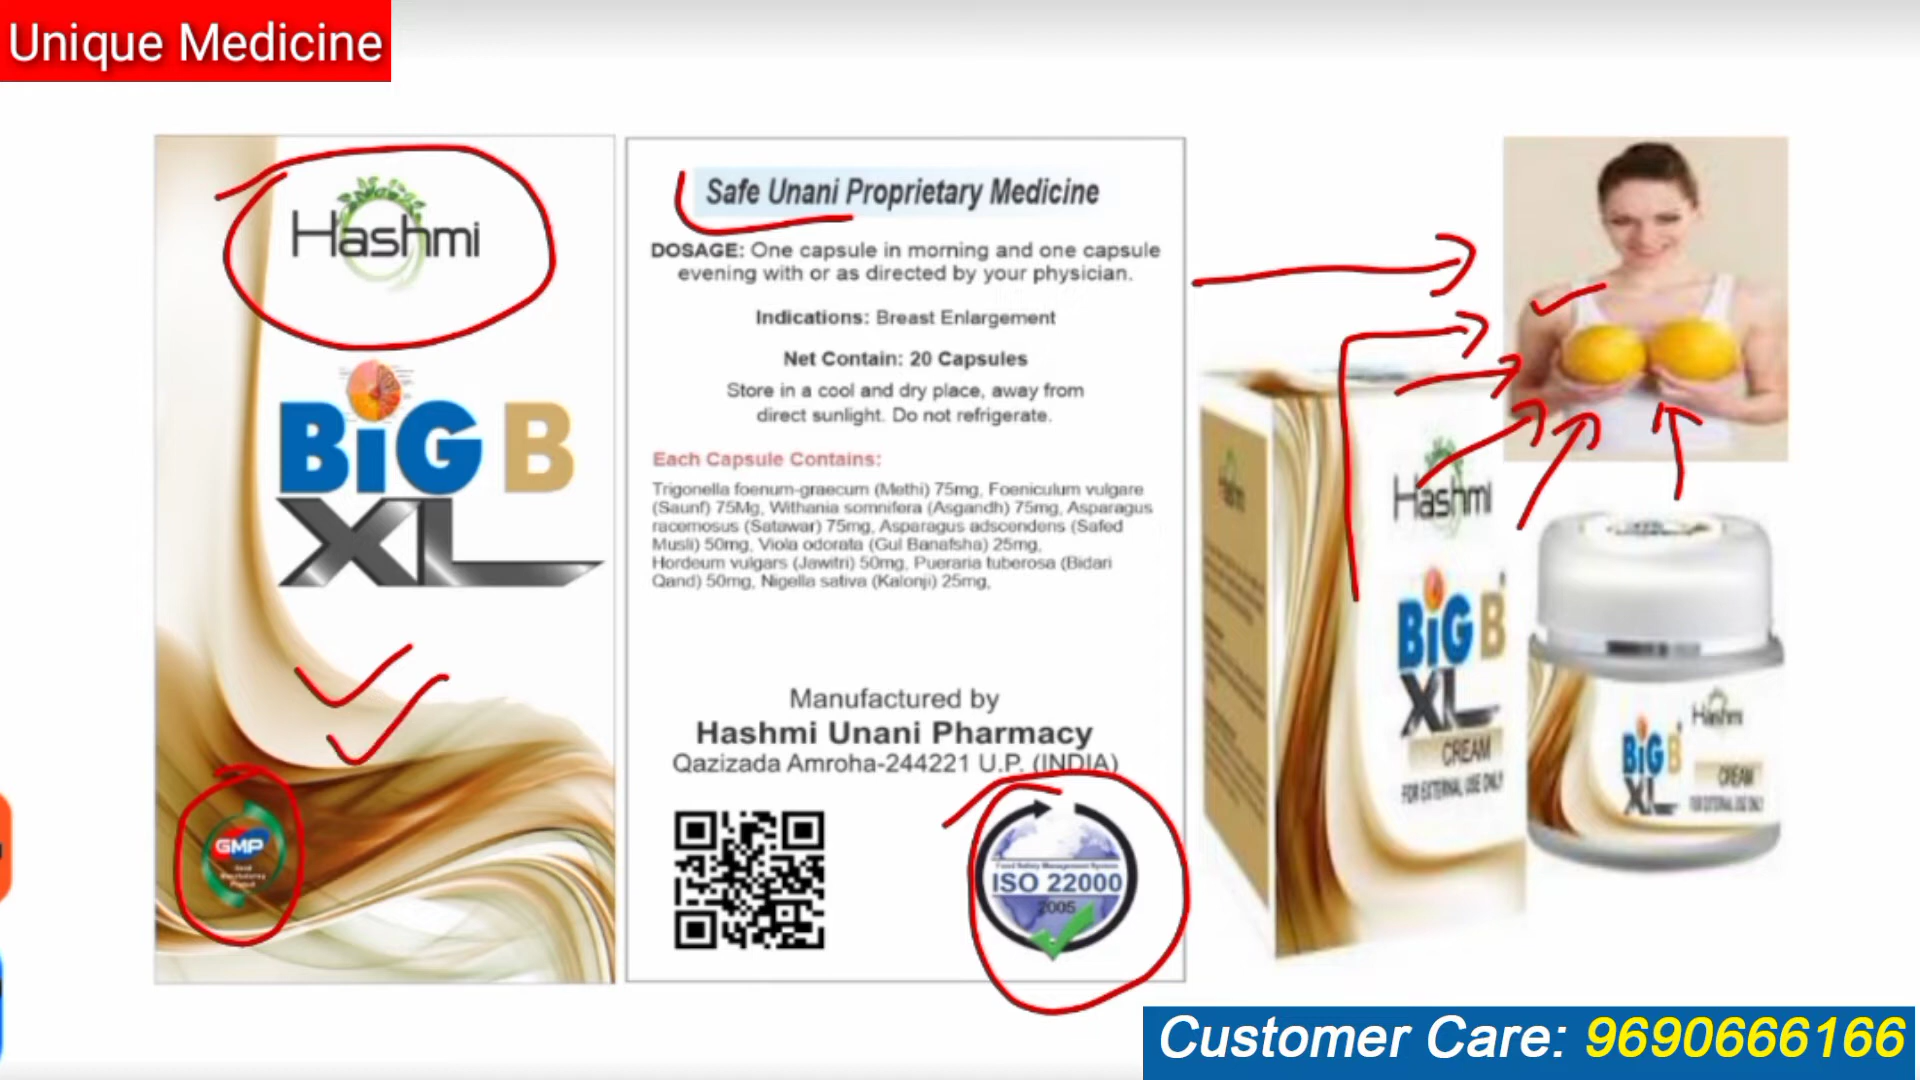 Unique Medicine
Hashmi
BiG B
XL
GMP
Safe Unani Proprietary Medicine
DOSAGE: One capsule in morning and one capsule
evening with or as directed by your physician.
Indications: Breast Enlargement
Net Contain: 20 Capsules
Store in a cool and dry place, away from
direct sunlight. Do not refrigerate.
Each Capsule Contains:
Trigonella foenum-graecum (Methi) 75mg, Foeniculum vulgare
(Saunf) 75Mg, Withania somnifera (Asgandh) 75mg, Asparagus
racemosus (Satawar) 75mg, Asparagus adscendens (Safed
Musli) 50mg, Viola odorata (Gul Banafsha) 25mg,
Hordeum vulgars (Jawitri) 50mg, Pueraria tuberosa (Bidari
Qand) 50mg, Nigella sativa (Kalonji) 25mg,
Manufactured by
Hashmi Unani Pharmacy
Qazizada Amroha-244221 U.P. (INDIA)
Food Safety Management System
ISO 22000
2005
Hashmi
Hashmi
BiG B
XL
CREAM
FOR EXTERNAL USE ONLY
Hashmi
BiG B
XL
CREAM
FOR EXTERNAL USE ONLY
Customer Care: 9690666166